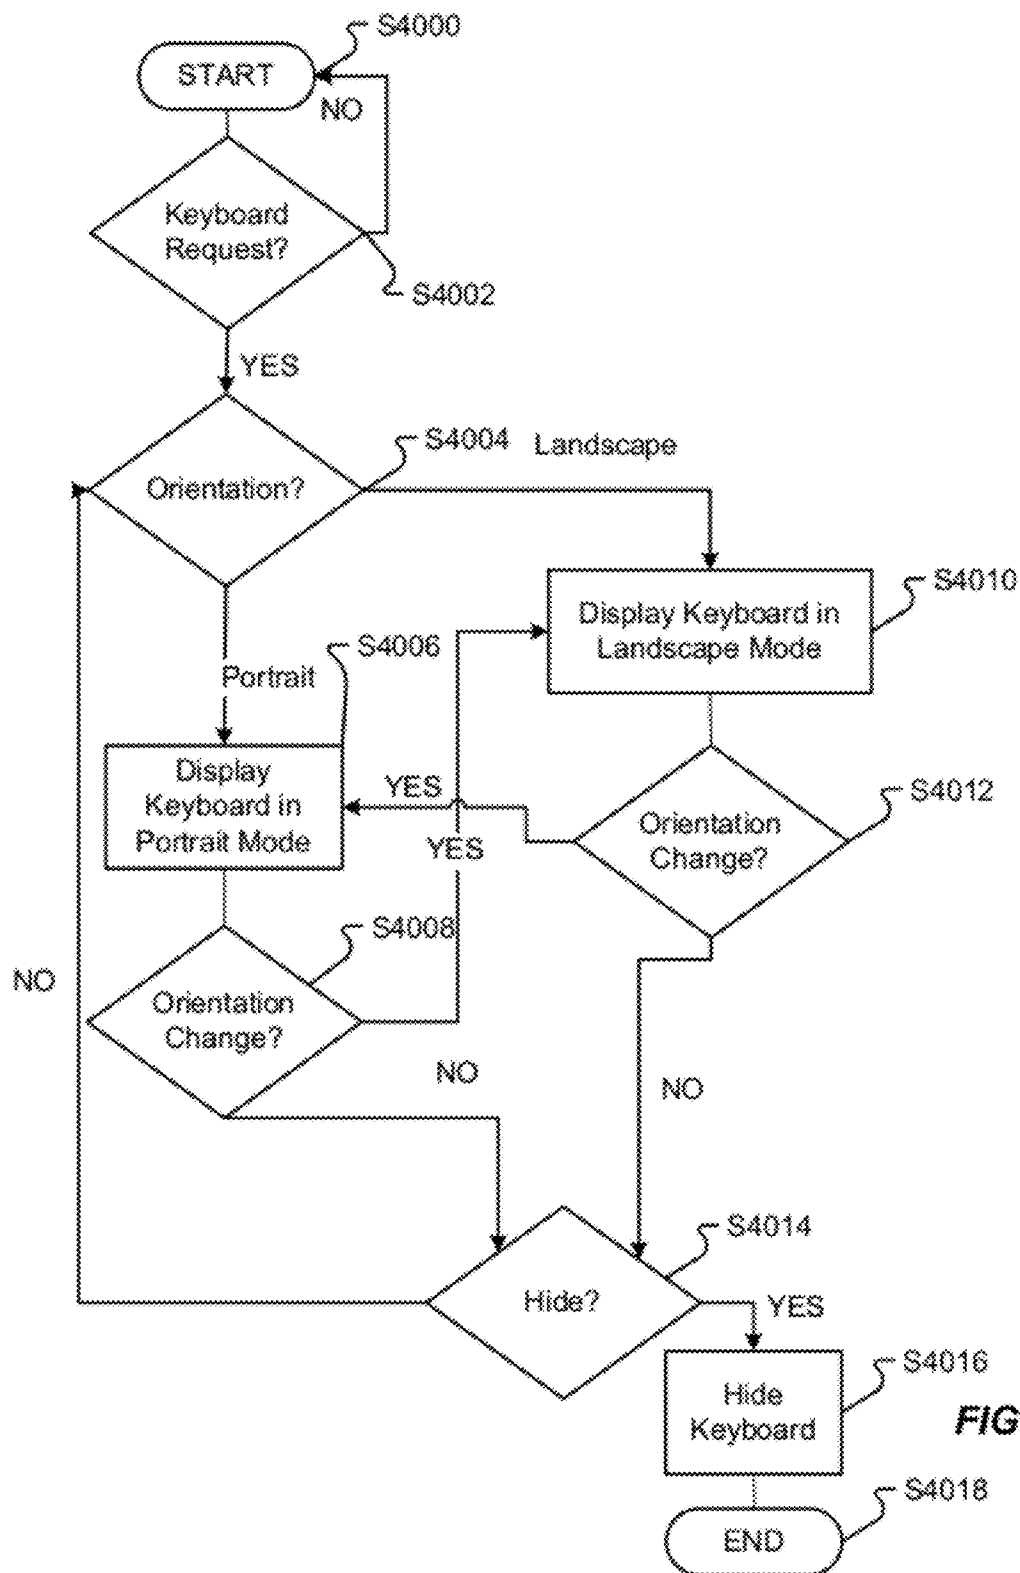 S4000
START
NO
Keyboard
Request?
S4002
YES
S4004
Landscape
Orientation?
S4010
Display Keyboard in
Landscape Mode
S4006
Portrait
Display
Keyboard in
Portrait Mode
YES
YES
S4012
Orientation
Change?
S4008
NO
Orientation
Change?
NO
NO
S4014
Hide?
YES
S4016
Hide
Keyboard
FIG
S4018
END